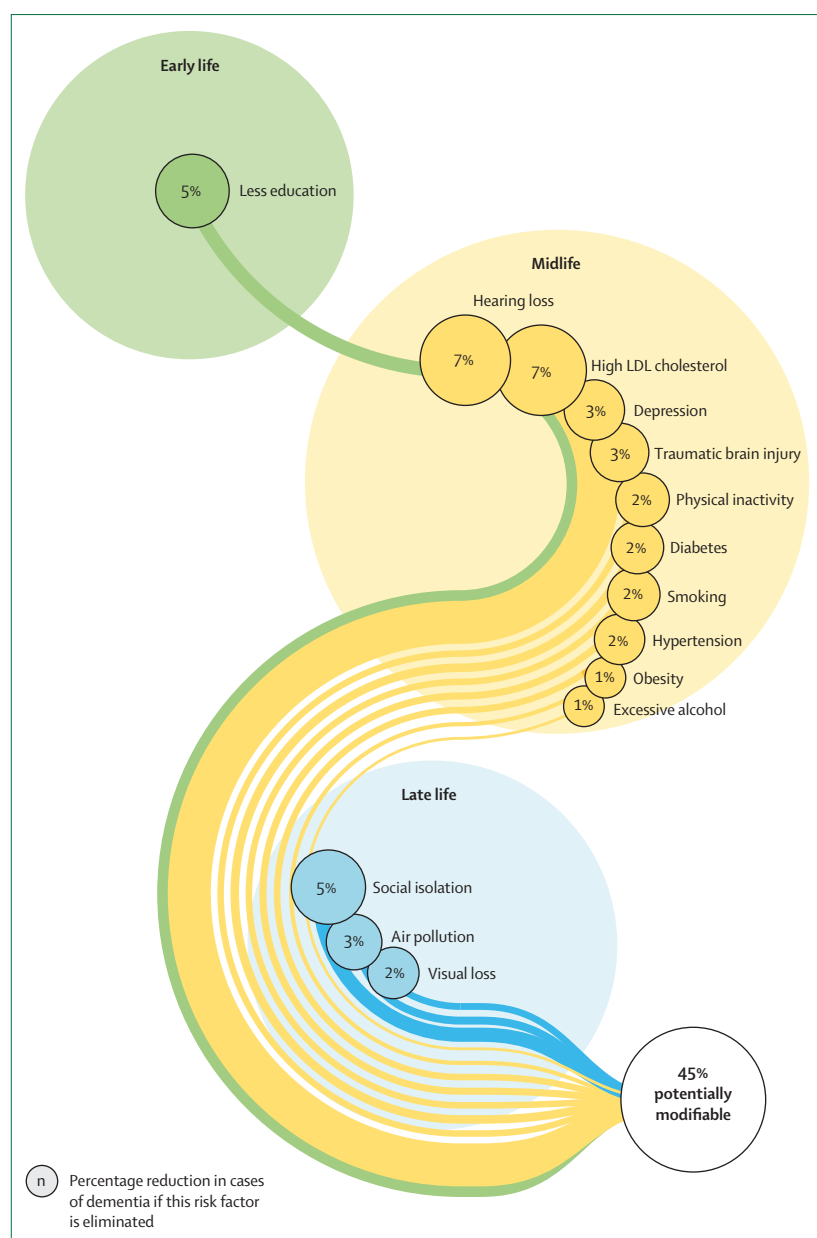 Early life
5%
Less education
Midlife
Hearing loss
7%
7%
High LDL cholesterol
3%
Depression
3%
Traumatic brain injury
2%
Physical inactivity
2%
Diabetes
2%
Smoking
2%
Hypertension
1%
Obesity
1%
Excessive alcohol
Late life
5%
Social isolation
3%
Air pollution
2%
Visual loss
45%
potentially
modifiable
n
Percentage reduction in cases
of dementia if this risk factor
is eliminated